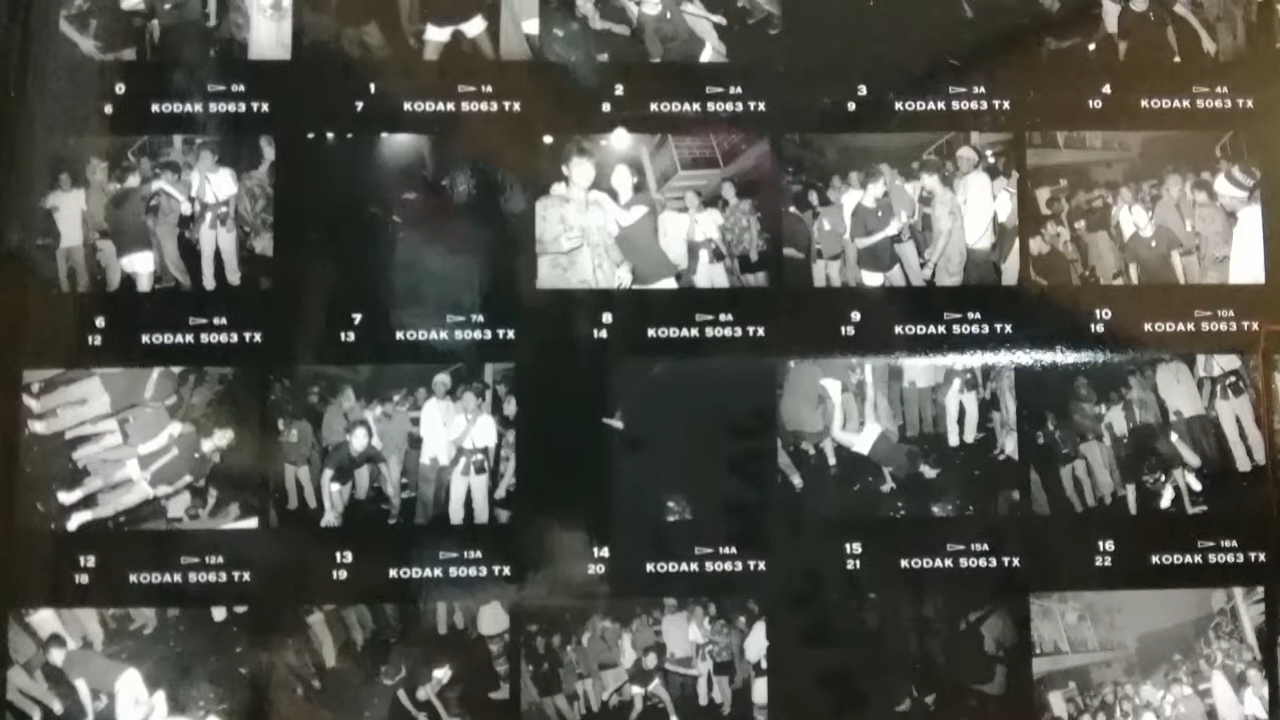 0 ▻ 0A 1 ▻ 1A 2 ▻ 2A 3 ▻ 3A 4 ▻ 4A
6 KODAK 5063 TX 7 KODAK 5063 TX 8 KODAK 5063 TX 9 KODAK 5063 TX 10 KODAK 5063 TX
6 ▻ 6A 7 ▻ 7A 8 ▻ 8A 9 ▻ 9A 10 ▻ 10A
12 KODAK 5063 TX 13 KODAK 5063 TX 14 KODAK 5063 TX 15 KODAK 5063 TX 16 KODAK 5063 TX
12 ▻ 12A 13 ▻ 13A 14 ▻ 14A 15 ▻ 15A 16 ▻ 16A
18 KODAK 5063 TX 19 KODAK 5063 TX 20 KODAK 5063 TX 21 KODAK 5063 TX 22 KODAK 5063 TX